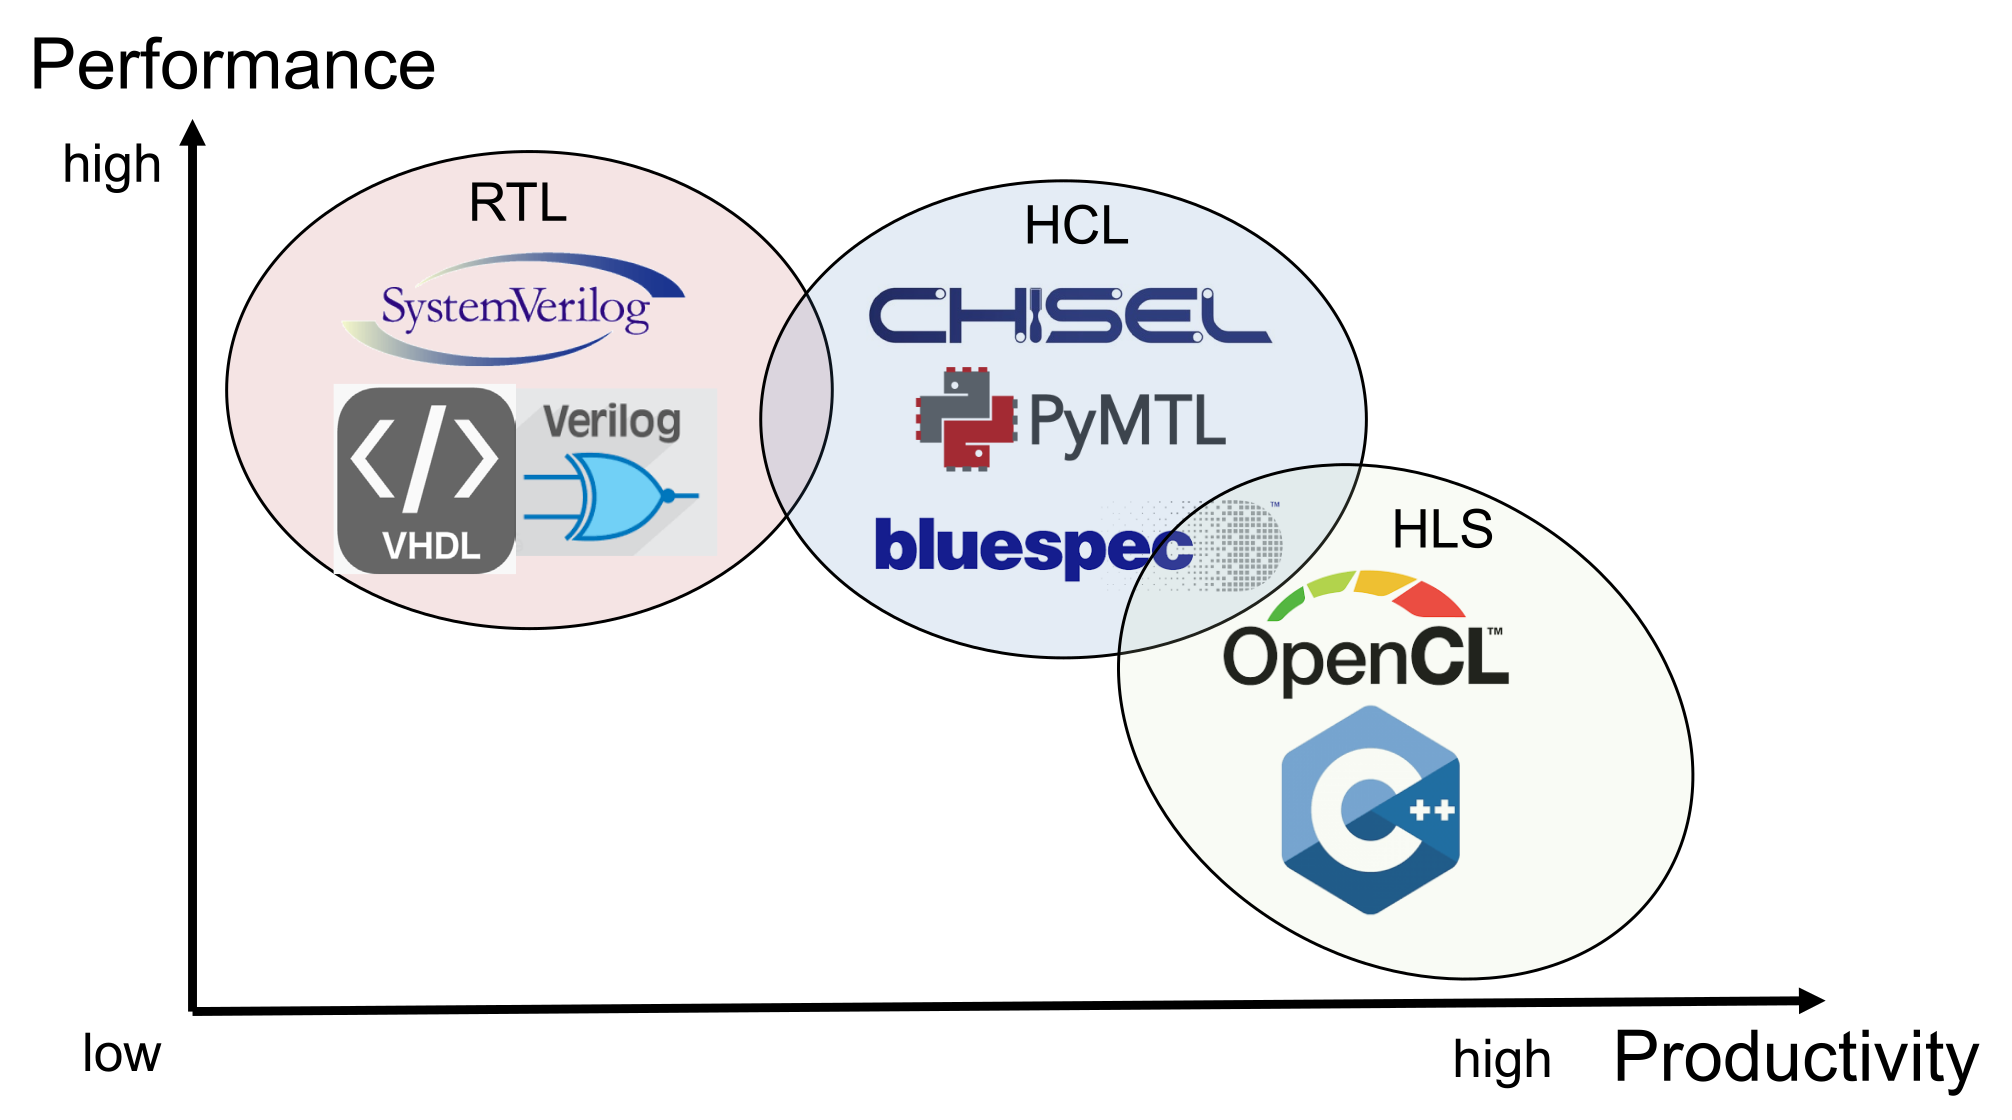 Performance
high
RTL
HCL
SystemVerilog
CHISEL
PyMTL
</>
VHDL
Verilog
bluespec™
HLS
OpenCL™
C++
low
high
Productivity